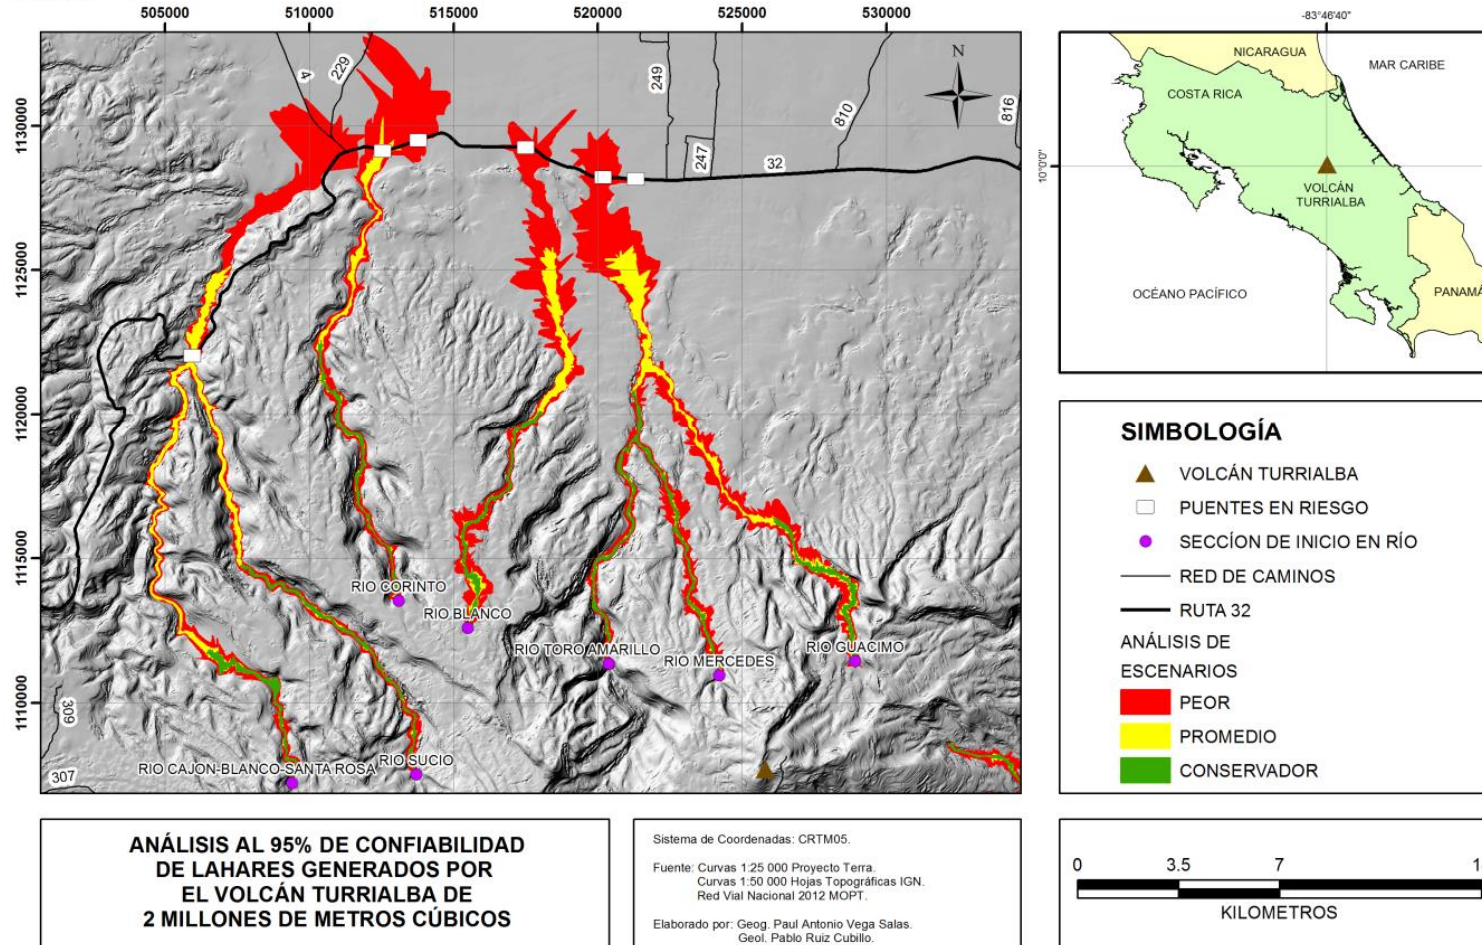 505000
510000
515000
520000
525000
530000
1130000
1125000
1120000
1115000
1110000
N
4
229
249
810
816
247
32
309
307
RIO CORINTO
RIO BLANCO
RIO TORO AMARILLO
RIO MERCEDES
RIO GUACIMO
RIO CAJON-BLANCO-SANTA ROSA
RIO SUCIO
-83°46'40"
10°0'0"
NICARAGUA
MAR CARIBE
COSTA RICA
VOLCÁN
TURRIALBA
OCÉANO PACÍFICO
PANAMÁ
SIMBOLOGÍA
VOLCÁN TURRIALBA
PUENTES EN RIESGO
SECCÍON DE INICIO EN RÍO
RED DE CAMINOS
RUTA 32
ANÁLISIS DE
ESCENARIOS
PEOR
PROMEDIO
CONSERVADOR
ANÁLISIS AL 95% DE CONFIABILIDAD
DE LAHARES GENERADOS POR
EL VOLCÁN TURRIALBA DE
2 MILLONES DE METROS CÚBICOS
Sistema de Coordenadas: CRTM05.
Fuente: Curvas 1:25 000 Proyecto Terra.
Curvas 1:50 000 Hojas Topográficas IGN.
Red Vial Nacional 2012 MOPT.
Elaborado por: Geog. Paul Antonio Vega Salas.
Geol. Pablo Ruiz Cubillo.
0 3.5 7
KILOMETROS